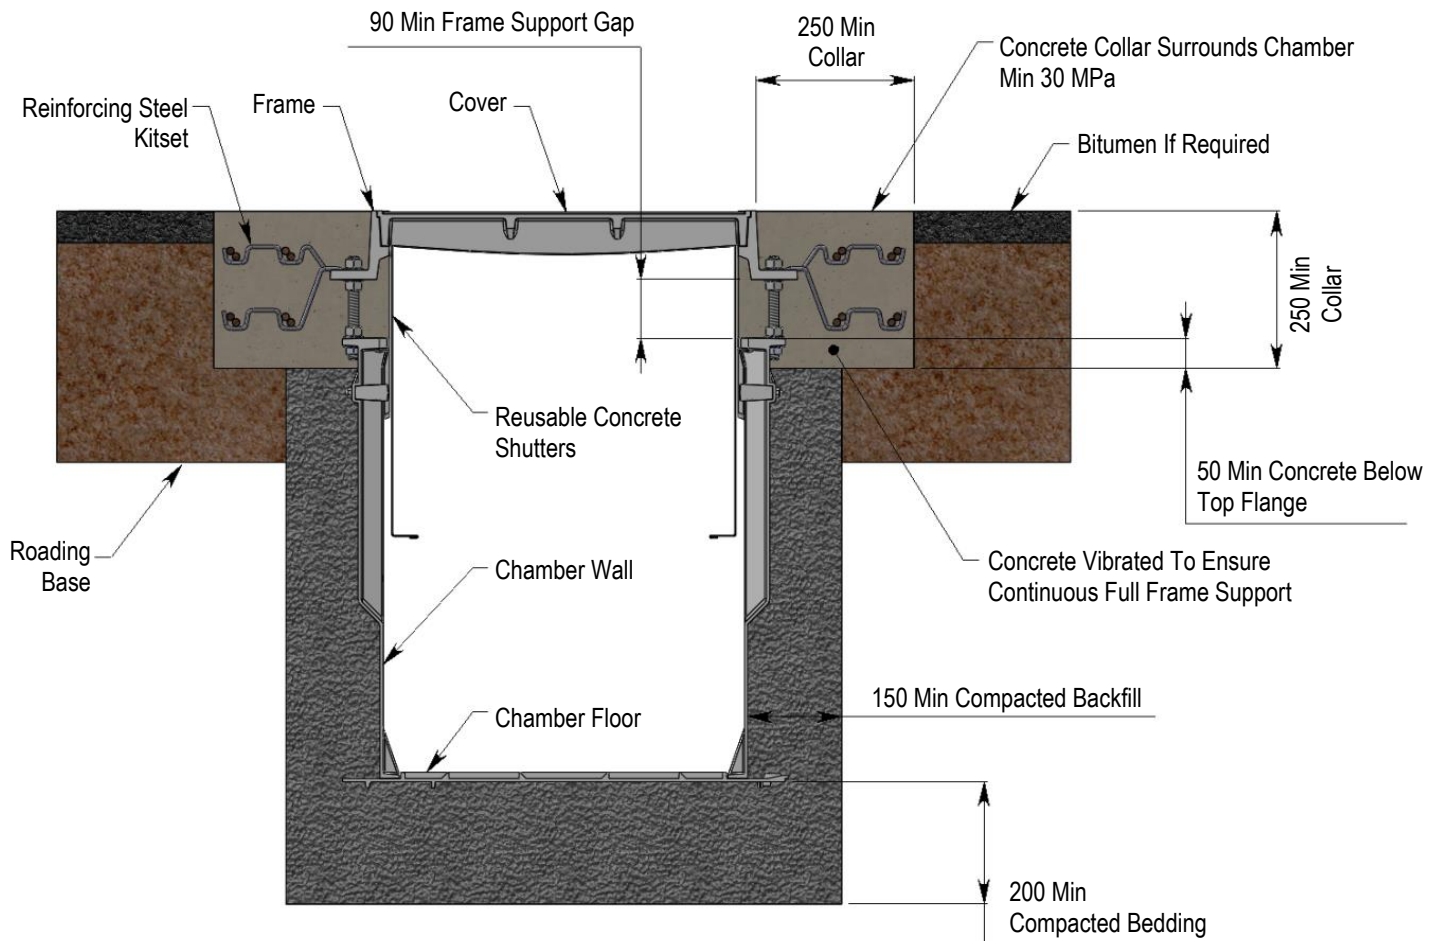 90 Min Frame Support Gap
250 Min
Collar
Concrete Collar Surrounds Chamber
Min 30 MPa
Reinforcing Steel
Kitset
Frame
Cover
Bitumen If Required
250 Min
Collar
Reusable Concrete
Shutters
50 Min Concrete Below
Top Flange
Roading
Base
Chamber Wall
Concrete Vibrated To Ensure
Continuous Full Frame Support
150 Min Compacted Backfill
Chamber Floor
200 Min
Compacted Bedding